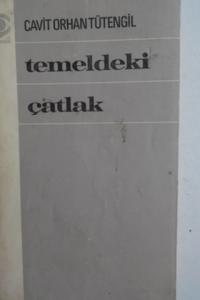 CAVİT ORHAN TÜTENGİL
temeldeki
çatlak